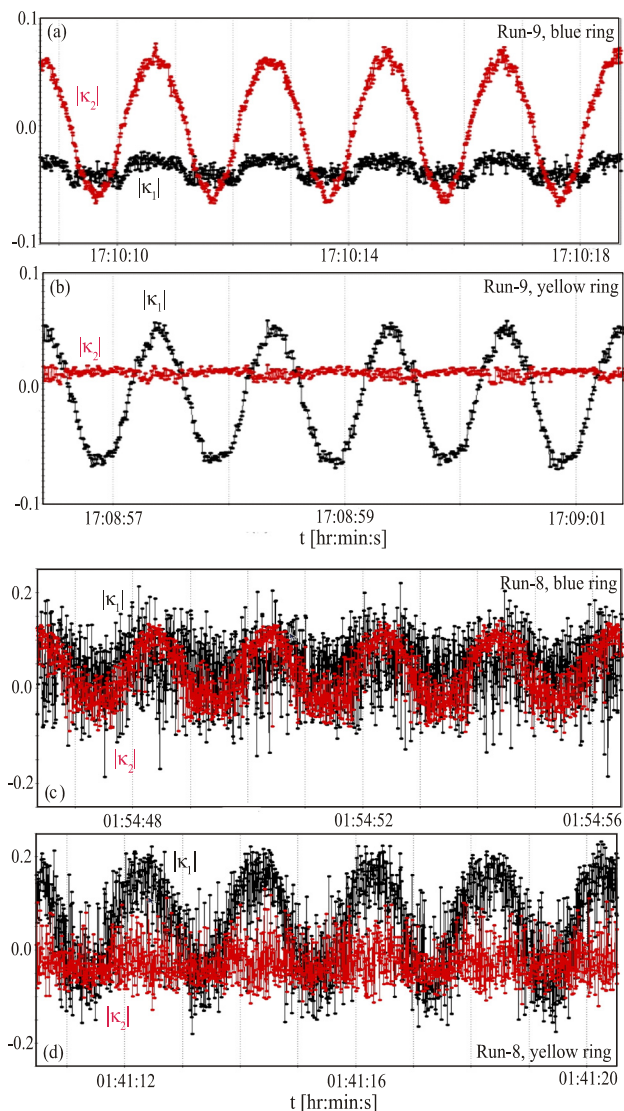 0.1
(a)
Run-9, blue ring
|κ2|
0.0
|κ1|
-0.1
17:10:10
17:10:14
17:10:18
0.1
(b)
|κ1|
Run-9, yellow ring
|κ2|
0.0
-0.1
17:08:57
17:08:59
17:09:01
t [hr:min:s]
Run-8, blue ring
0.2
|κ1|
0.0
|κ2|
-0.2
(c)
01:54:48
01:54:52
01:54:56
0.2
|κ1|
0.0
|κ2|
-0.2
(d)
Run-8, yellow ring
01:41:12
01:41:16
01:41:20
t [hr:min:s]